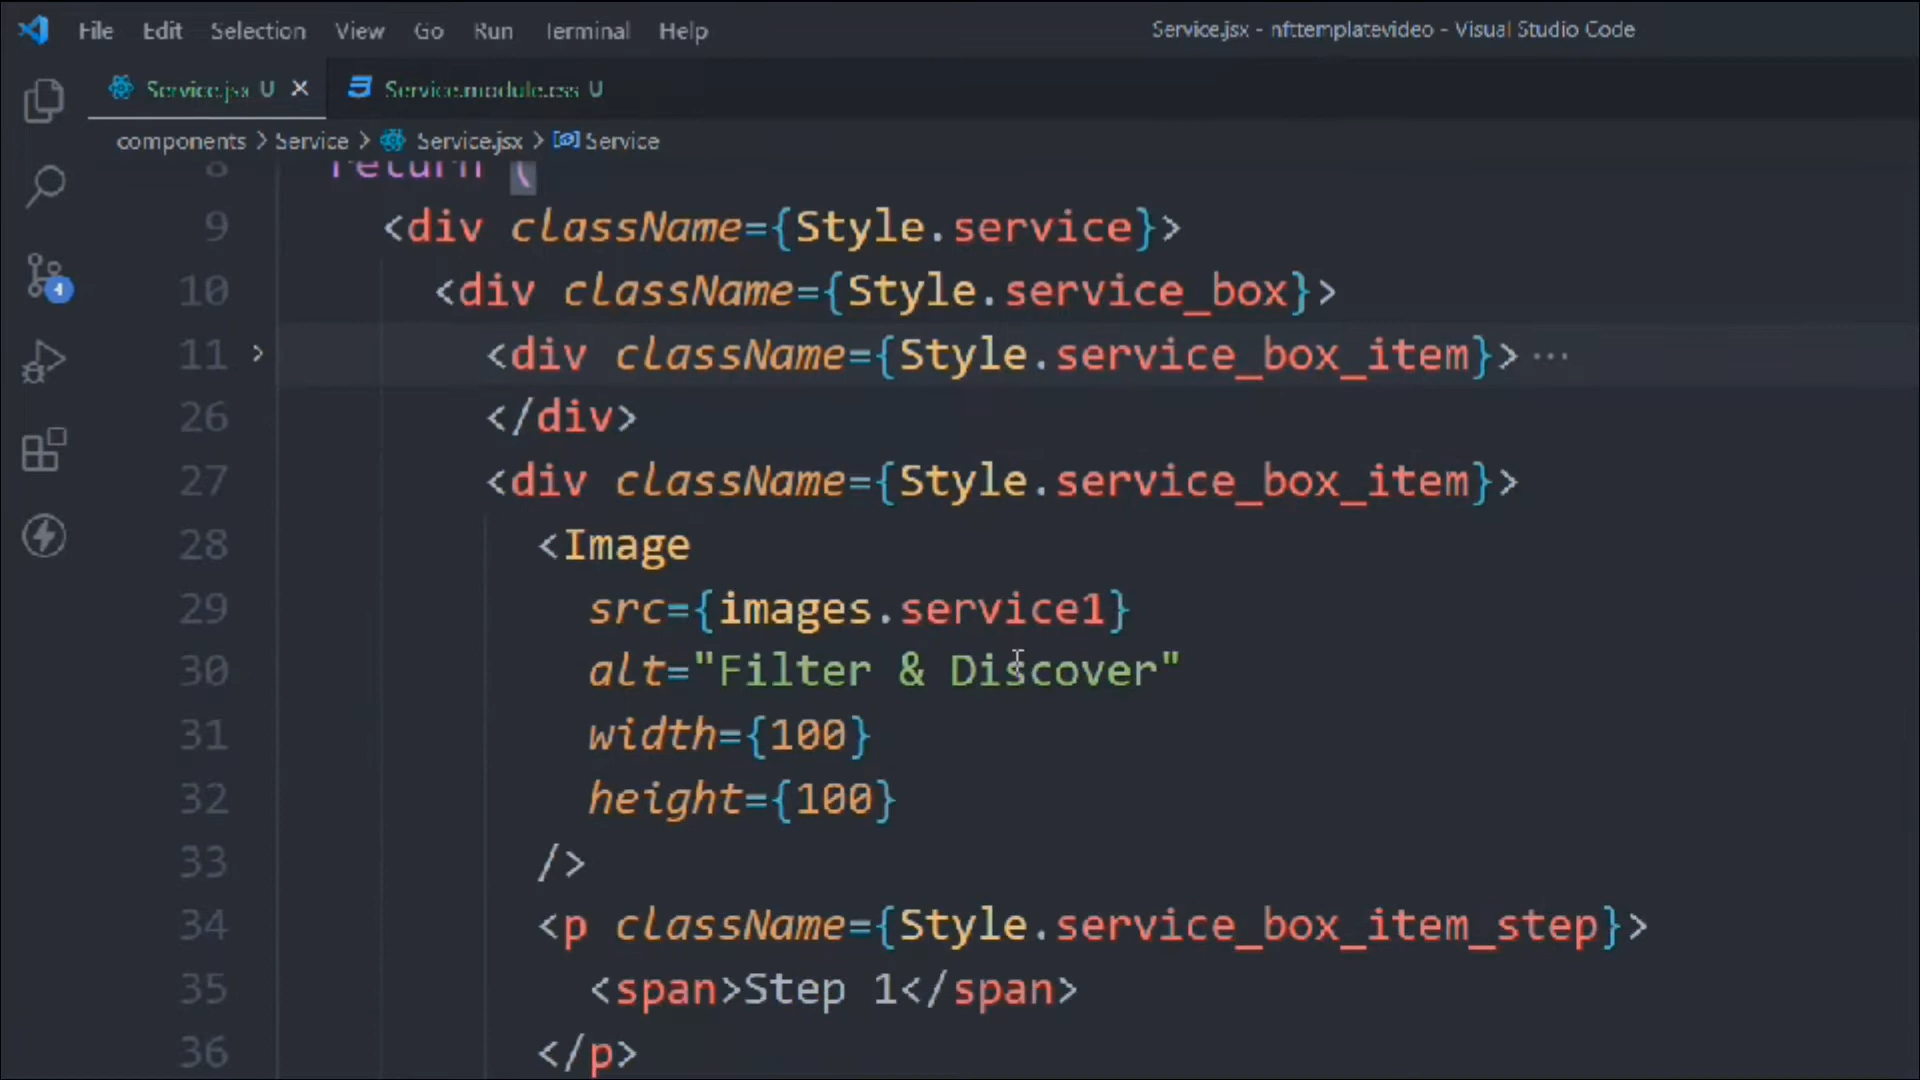 File Edit Selection View Go Run Terminal Help Service.jsx - nfttemplatevideo - Visual Studio Code
Service.jsx U × Service.module.css U
components > Service > Service.jsx > Service
8 return (
9 <div className={Style.service}>
10 <div className={Style.service_box}>
11 > <div className={Style.service_box_item}> ...
26 </div>
27 <div className={Style.service_box_item}>
28 <Image
29 src={images.service1}
30 alt="Filter & Discover"
31 width={100}
32 height={100}
33 />
34 <p className={Style.service_box_item_step}>
35 <span>Step 1</span>
36 </p>
4